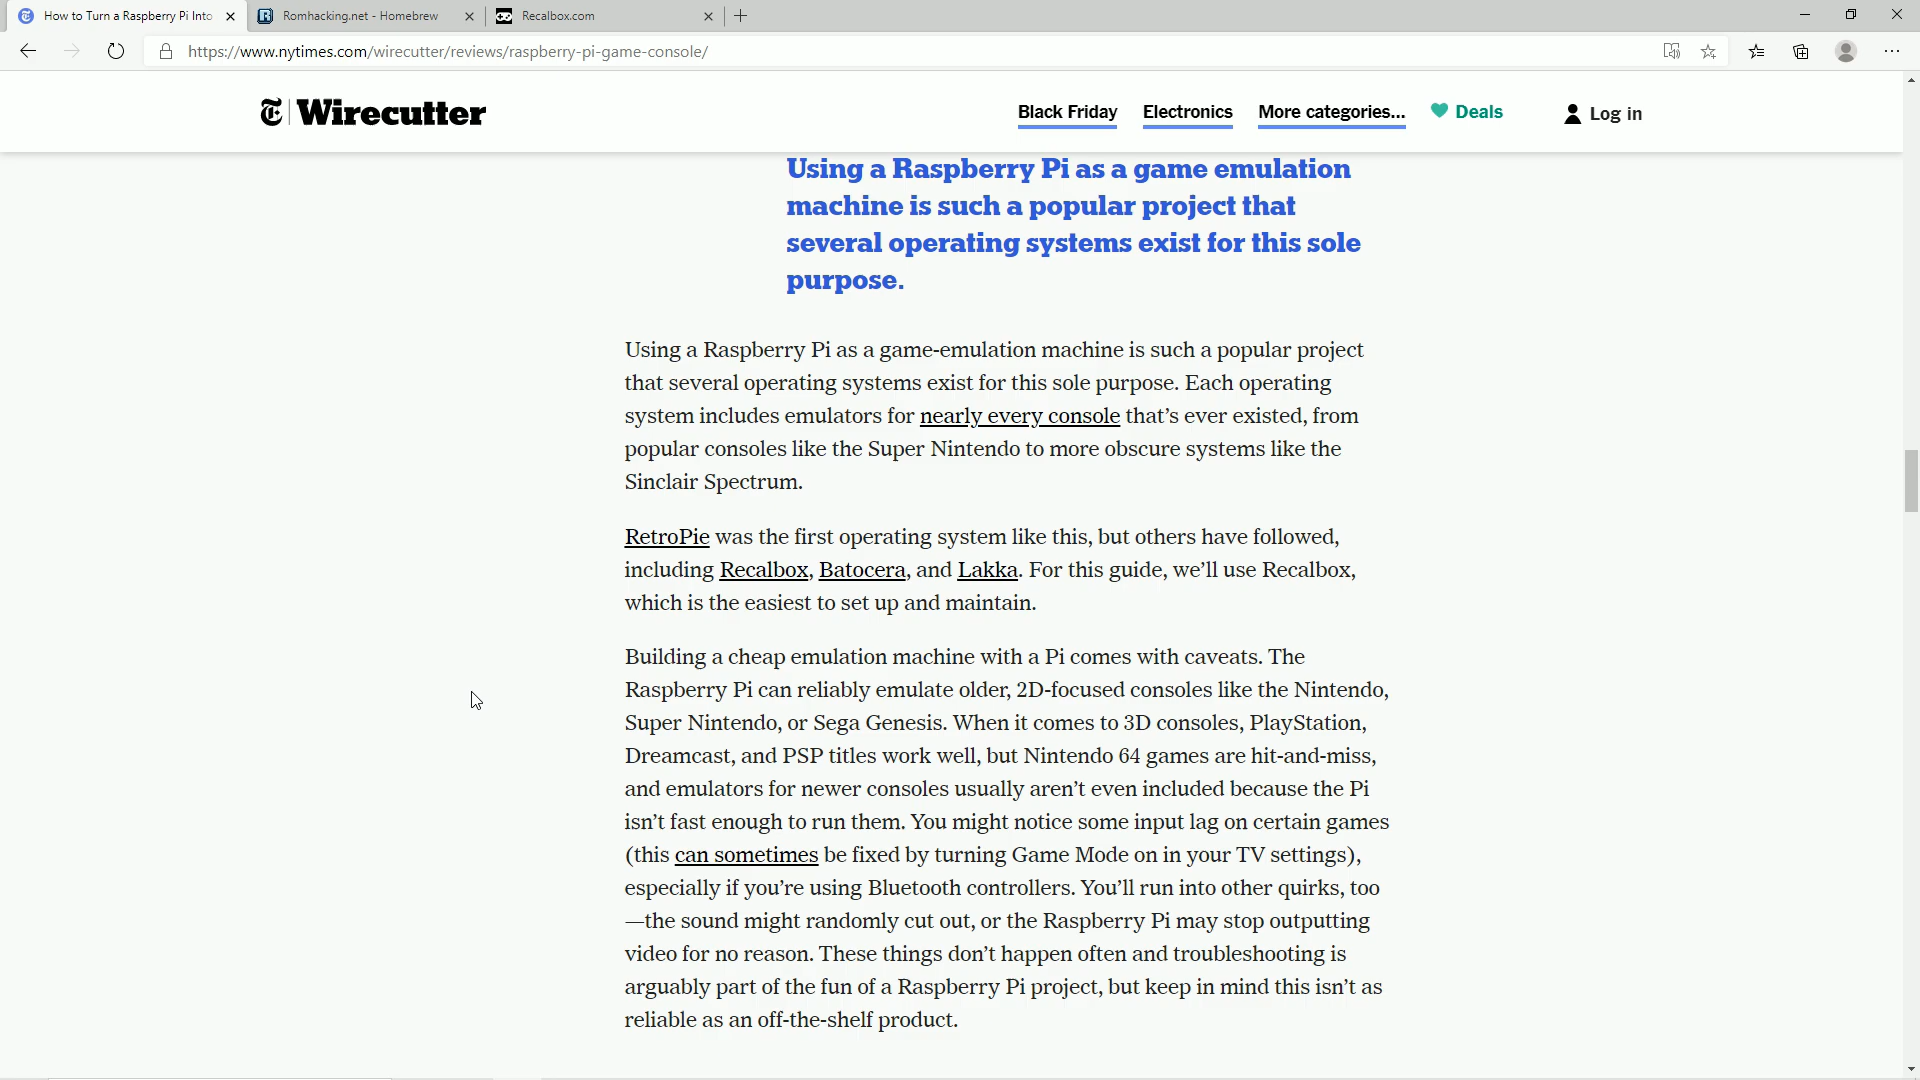 How to Turn a Raspberry Pi Into
Romhacking.net - Homebrew
Recalbox.com
https://www.nytimes.com/wirecutter/reviews/raspberry-pi-game-console/
T Wirecutter
Black Friday
Electronics
More categories...
Deals
Log in
Using a Raspberry Pi as a game emulation
machine is such a popular project that
several operating systems exist for this sole
purpose.
Using a Raspberry Pi as a game-emulation machine is such a popular project
that several operating systems exist for this sole purpose. Each operating
system includes emulators for nearly every console that’s ever existed, from
popular consoles like the Super Nintendo to more obscure systems like the
Sinclair Spectrum.
RetroPie was the first operating system like this, but others have followed,
including Recalbox, Batocera, and Lakka. For this guide, we’ll use Recalbox,
which is the easiest to set up and maintain.
Building a cheap emulation machine with a Pi comes with caveats. The
Raspberry Pi can reliably emulate older, 2D-focused consoles like the Nintendo,
Super Nintendo, or Sega Genesis. When it comes to 3D consoles, PlayStation,
Dreamcast, and PSP titles work well, but Nintendo 64 games are hit-and-miss,
and emulators for newer consoles usually aren’t even included because the Pi
isn’t fast enough to run them. You might notice some input lag on certain games
(this can sometimes be fixed by turning Game Mode on in your TV settings),
especially if you’re using Bluetooth controllers. You’ll run into other quirks, too
—the sound might randomly cut out, or the Raspberry Pi may stop outputting
video for no reason. These things don’t happen often and troubleshooting is
arguably part of the fun of a Raspberry Pi project, but keep in mind this isn’t as
reliable as an off-the-shelf product.